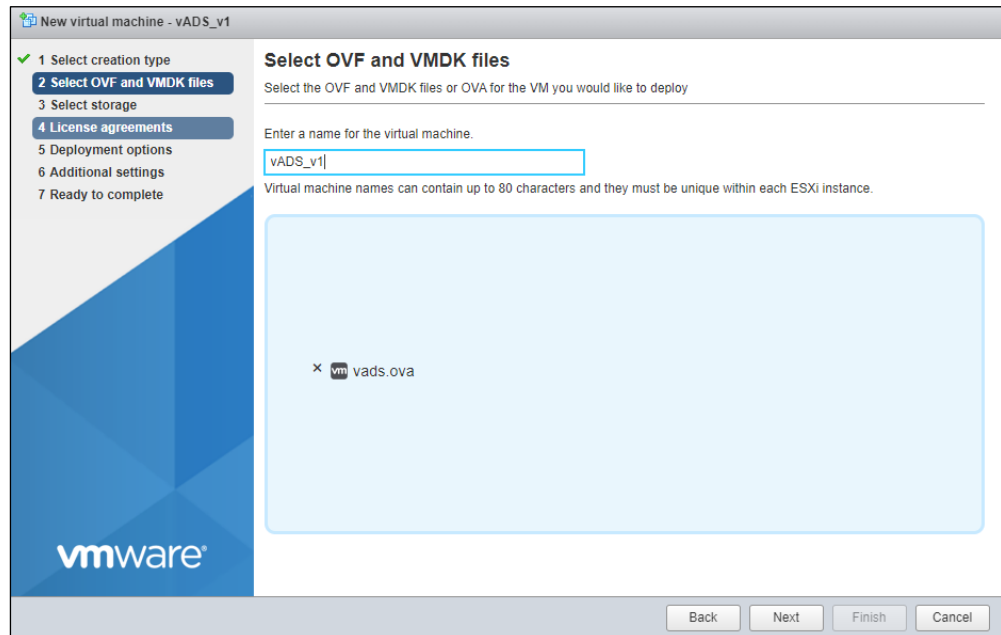 New virtual machine - vADS_v1
1 Select creation type
2 Select OVF and VMDK files
3 Select storage
4 License agreements
5 Deployment options
6 Additional settings
7 Ready to complete
Select OVF and VMDK files
Select the OVF and VMDK files or OVA for the VM you would like to deploy
Enter a name for the virtual machine.
vADS_v1
Virtual machine names can contain up to 80 characters and they must be unique within each ESXi instance.
vm vads.ova
vmware®
Back Next Finish Cancel